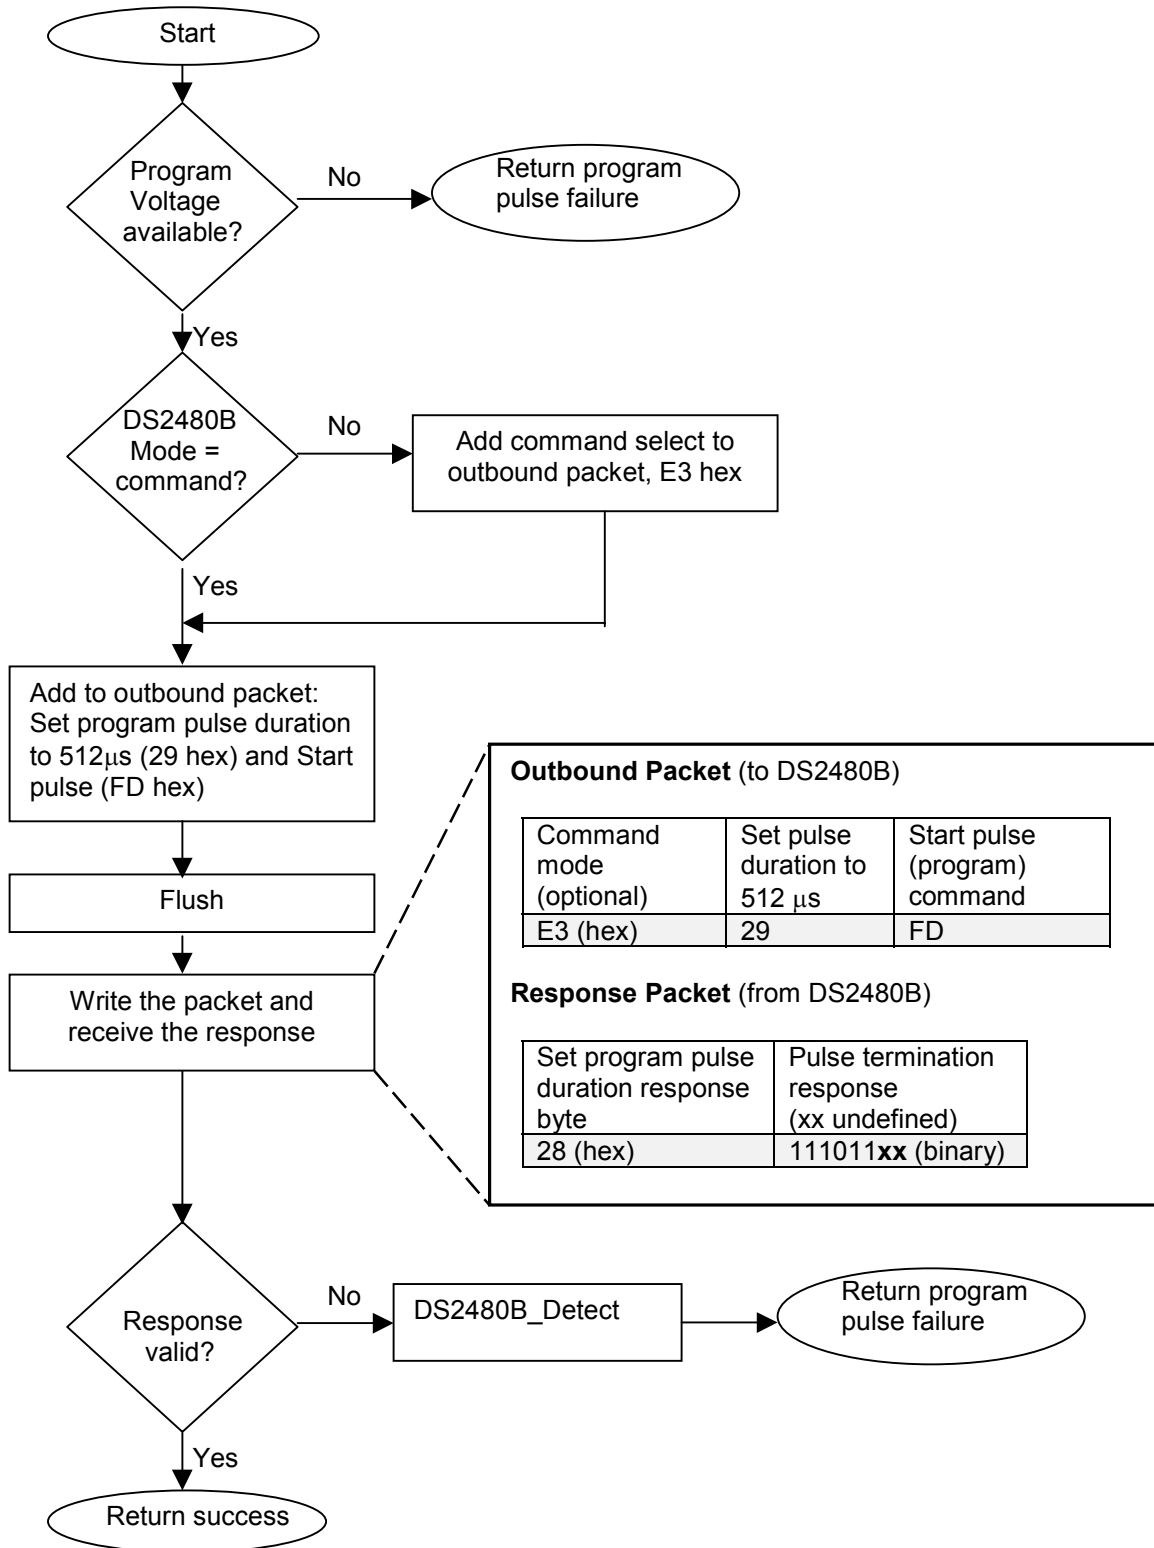 Start
Program
Voltage
available?
No
Return program
pulse failure
Yes
DS2480B
Mode =
command?
No
Add command select to
outbound packet, E3 hex
Yes
Add to outbound packet:
Set program pulse duration
to 512μs (29 hex) and Start
pulse (FD hex)
Flush
Write the packet and
receive the response
Outbound Packet (to DS2480B)
Command
mode
(optional)
Set pulse
duration to
512 μs
Start pulse
(program)
command
E3 (hex)
29
FD
Response Packet (from DS2480B)
Set program pulse
duration response
byte
Pulse termination
response
(xx undefined)
28 (hex)
111011xx (binary)
Response
valid?
No
DS2480B_Detect
Return program
pulse failure
Yes
Return success